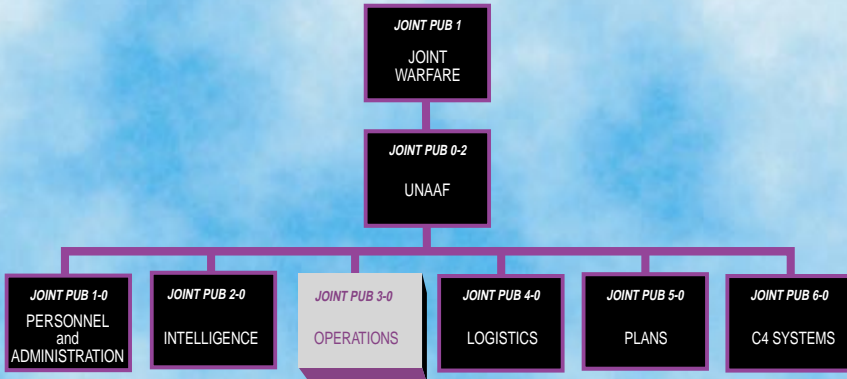 JOINT PUB 1
JOINT
WARFARE
JOINT PUB 0-2
UNAAF
JOINT PUB 1-0
PERSONNEL
and
ADMINISTRATION
JOINT PUB 2-0
INTELLIGENCE
JOINT PUB 3-0
OPERATIONS
JOINT PUB 4-0
LOGISTICS
JOINT PUB 5-0
PLANS
JOINT PUB 6-0
C4 SYSTEMS